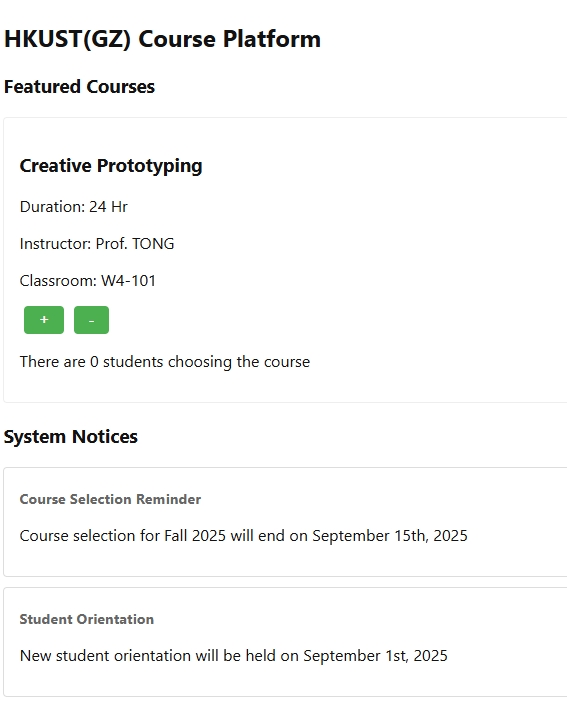 HKUST(GZ) Course Platform
Featured Courses
Creative Prototyping
Duration: 24 Hr
Instructor: Prof. TONG
Classroom: W4-101
+ -
There are 0 students choosing the course
System Notices
Course Selection Reminder
Course selection for Fall 2025 will end on September 15th, 2025
Student Orientation
New student orientation will be held on September 1st, 2025